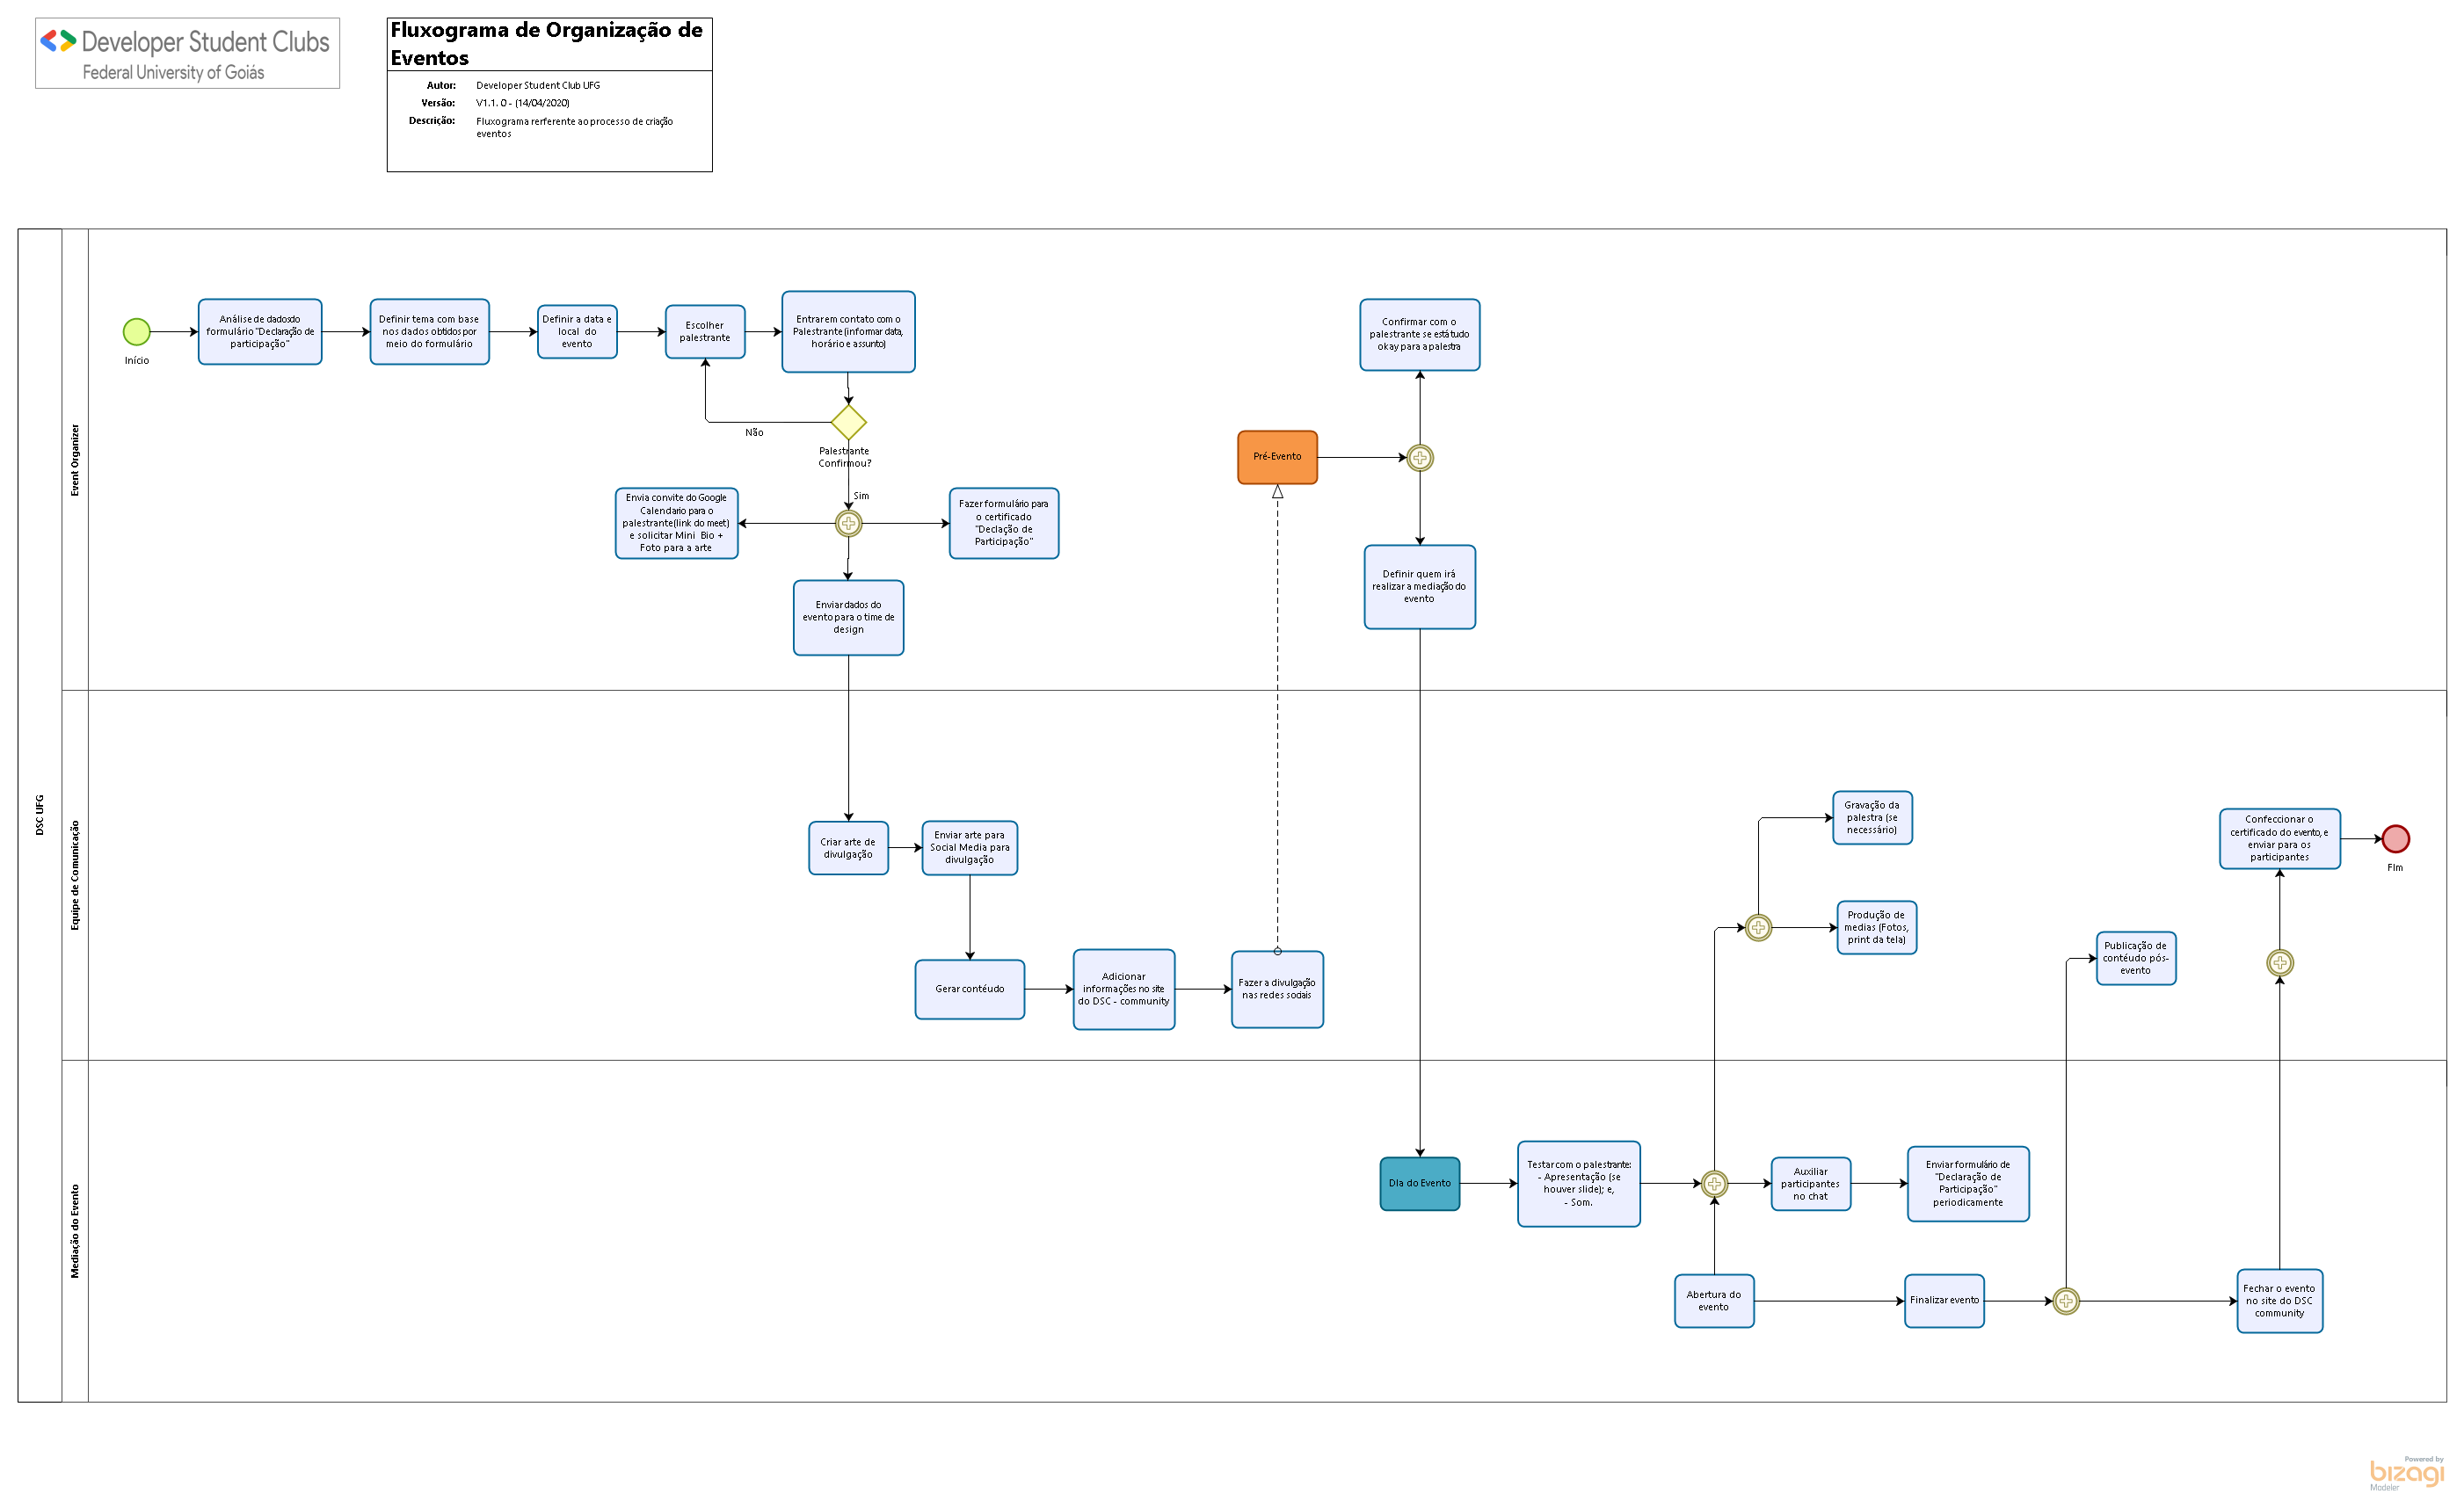 Developer Student Clubs
Federal University of Goiás
Fluxograma de Organização de
Eventos
Autor: Developer Student Club UFG
Versão: V1.1. 0 - (14/04/2020)
Descrição: Fluxograma rerferente ao processo de criação
eventos
DSC UFG
Event Organizer
Início
Análise de dadosdo
formulário "Declaração de
participação"
Definir tema com base
nos dados obtidos por
meio do formulário
Definir a data e
local do
evento
Escolher
palestrante
Entrarem contato com o
Palestrante (informar data,
horário e assunto)
Não
Palestrante
Confirmou?
Sim
Envia convite do Google
Calendario para o
palestrante(link do meet)
e solicitar Mini Bio +
Foto para a arte
Fazer formulário para
o certificado
"Declação de
Participação"
Enviar dados do
evento para o time de
design
Pré-Evento
Confirmar com o
palestrante se está tudo
okay para a palestra
Definir quem irá
realizar a mediação do
evento
Equipe de Comunicação
Criar arte de
divulgação
Enviar arte para
Social Media para
divulgação
Gerar contéudo
Adicionar
informações no site
do DSC - community
Fazer a divulgação
nas redes sociais
Gravação da
palestra (se
necessário)
Produção de
medias (Fotos,
print da tela)
Publicação de
contéudo pós-
evento
Confeccionar o
certificado do evento, e
enviar para os
participantes
FIm
Mediação do Evento
DIa do Evento
Testar com o palestrante:
- Apresentação (se
houver slide); e,
- Som.
Auxiliar
participantes
no chat
Enviar formulário de
"Declaração de
Participação"
periodicamente
Abertura do
evento
Finalizar evento
Fechar o evento
no site do DSC
community
Powered by
bizagi
Modeler